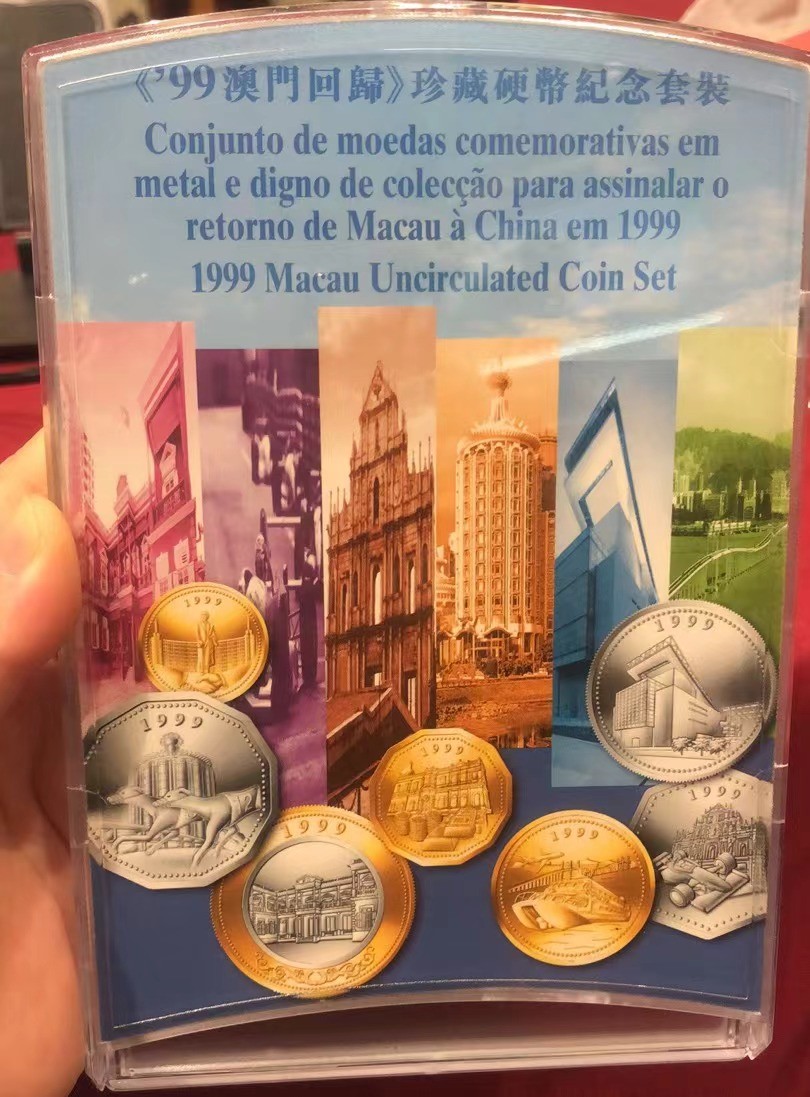 《’99澳門回歸》珍藏硬幣紀念套裝
Conjunto de moedas comemorativas em
metal e digno de colecção para assinalar o
retorno de Macau à China em 1999
1999 Macau Uncirculated Coin Set
1999
1999
1999
1999
1999
1999
1999